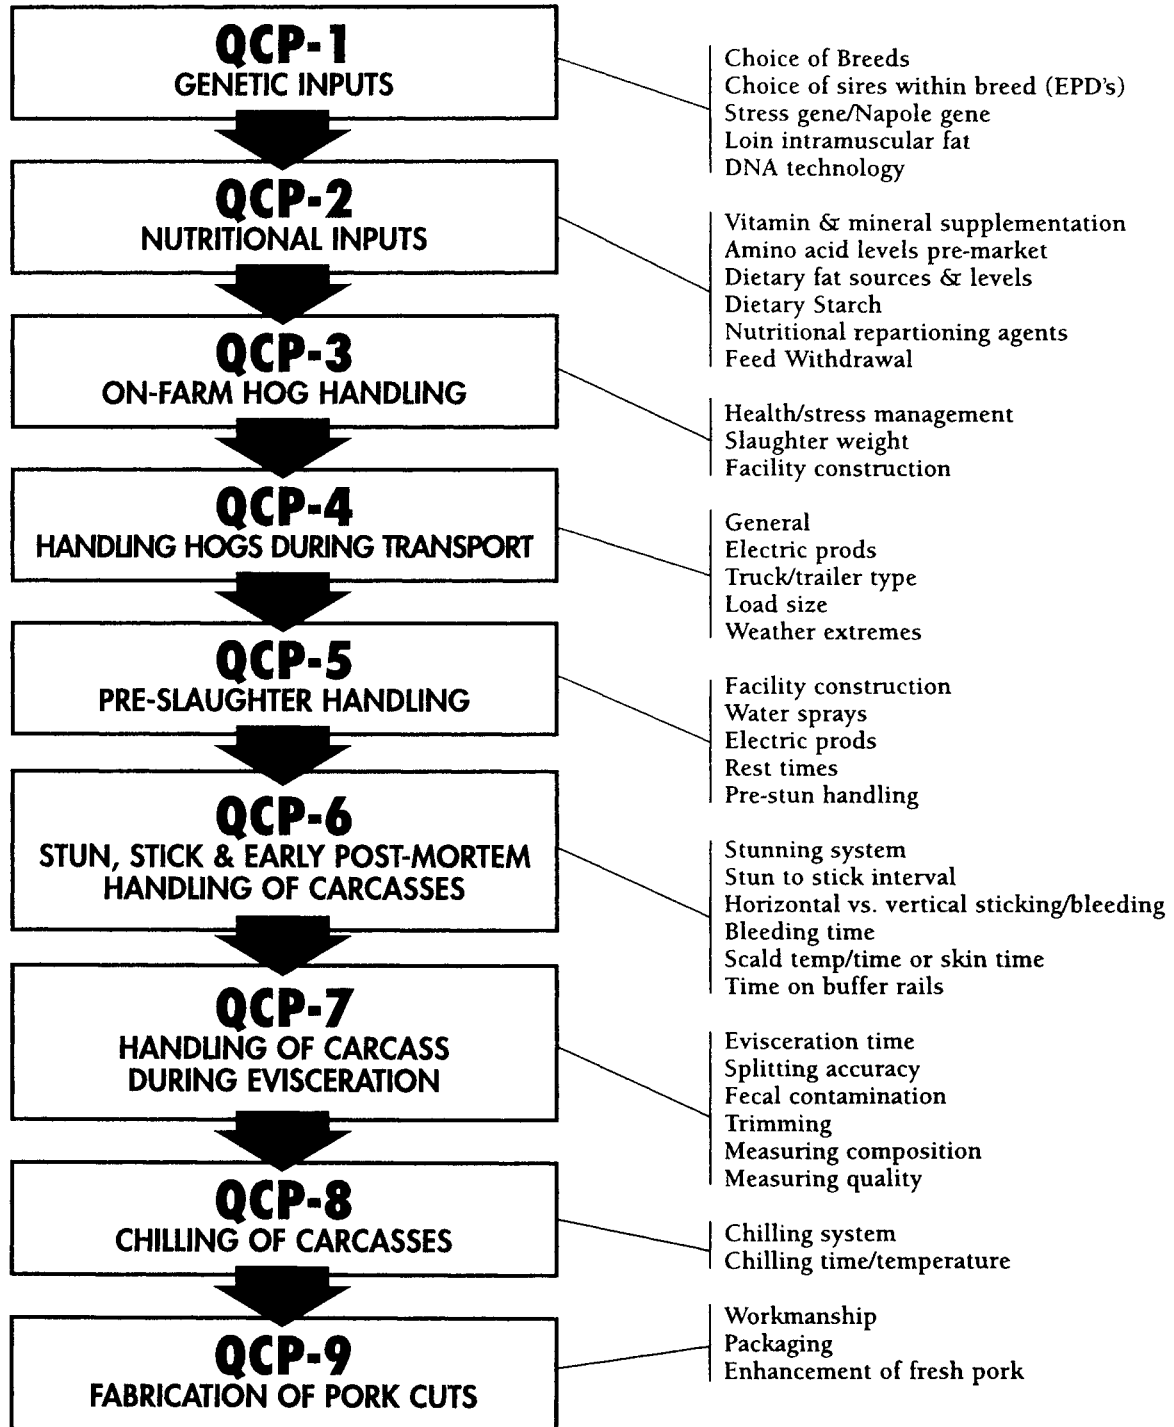 QCP-1
GENETIC INPUTS
Choice of Breeds
Choice of sires within breed (EPD's)
Stress gene/Napole gene
Loin intramuscular fat
DNA technology
QCP-2
NUTRITIONAL INPUTS
Vitamin & mineral supplementation
Amino acid levels pre-market
Dietary fat sources & levels
Dietary Starch
Nutritional repartioning agents
Feed Withdrawal
QCP-3
ON-FARM HOG HANDLING
Health/stress management
Slaughter weight
Facility construction
QCP-4
HANDLING HOGS DURING TRANSPORT
General
Electric prods
Truck/trailer type
Load size
Weather extremes
QCP-5
PRE-SLAUGHTER HANDLING
Facility construction
Water sprays
Electric prods
Rest times
Pre-stun handling
QCP-6
STUN, STICK & EARLY POST-MORTEM
HANDLING OF CARCASSES
Stunning system
Stun to stick interval
Horizontal vs. vertical sticking/bleeding
Bleeding time
Scald temp/time or skin time
Time on buffer rails
QCP-7
HANDLING OF CARCASS
DURING EVISCERATION
Evisceration time
Splitting accuracy
Fecal contamination
Trimming
Measuring composition
Measuring quality
QCP-8
CHILLING OF CARCASSES
Chilling system
Chilling time/temperature
QCP-9
FABRICATION OF PORK CUTS
Workmanship
Packaging
Enhancement of fresh pork